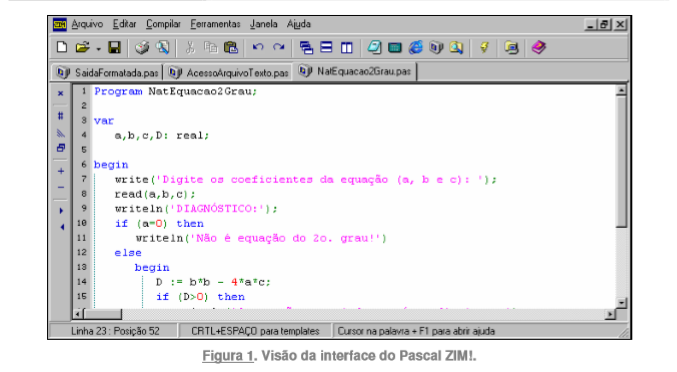 Arquivo Editar Compilar Ferramentas Janela Ajuda
SaidaFormatada.pas AcessoArquivoTexto.pas NatEquacao2Grau.pas
1 Program NatEquacao2Grau;
2
3 var
4 a,b,c,D: real;
5
6 begin
7 write('Digite os coeficientes da equação (a, b e c): ');
8 read(a,b,c);
9 writeln('DIAGNÓSTICO:');
10 if (a=0) then
11 writeln('Não é equação do 2o. grau!')
12 else
13 begin
14 D := b*b - 4*a*c;
15 if (D>0) then
Linha 23 : Posição 52 CRTL+ESPAÇO para templates Cursor na palavra + F1 para abrir ajuda
Figura 1. Visão da interface do Pascal ZIM!.